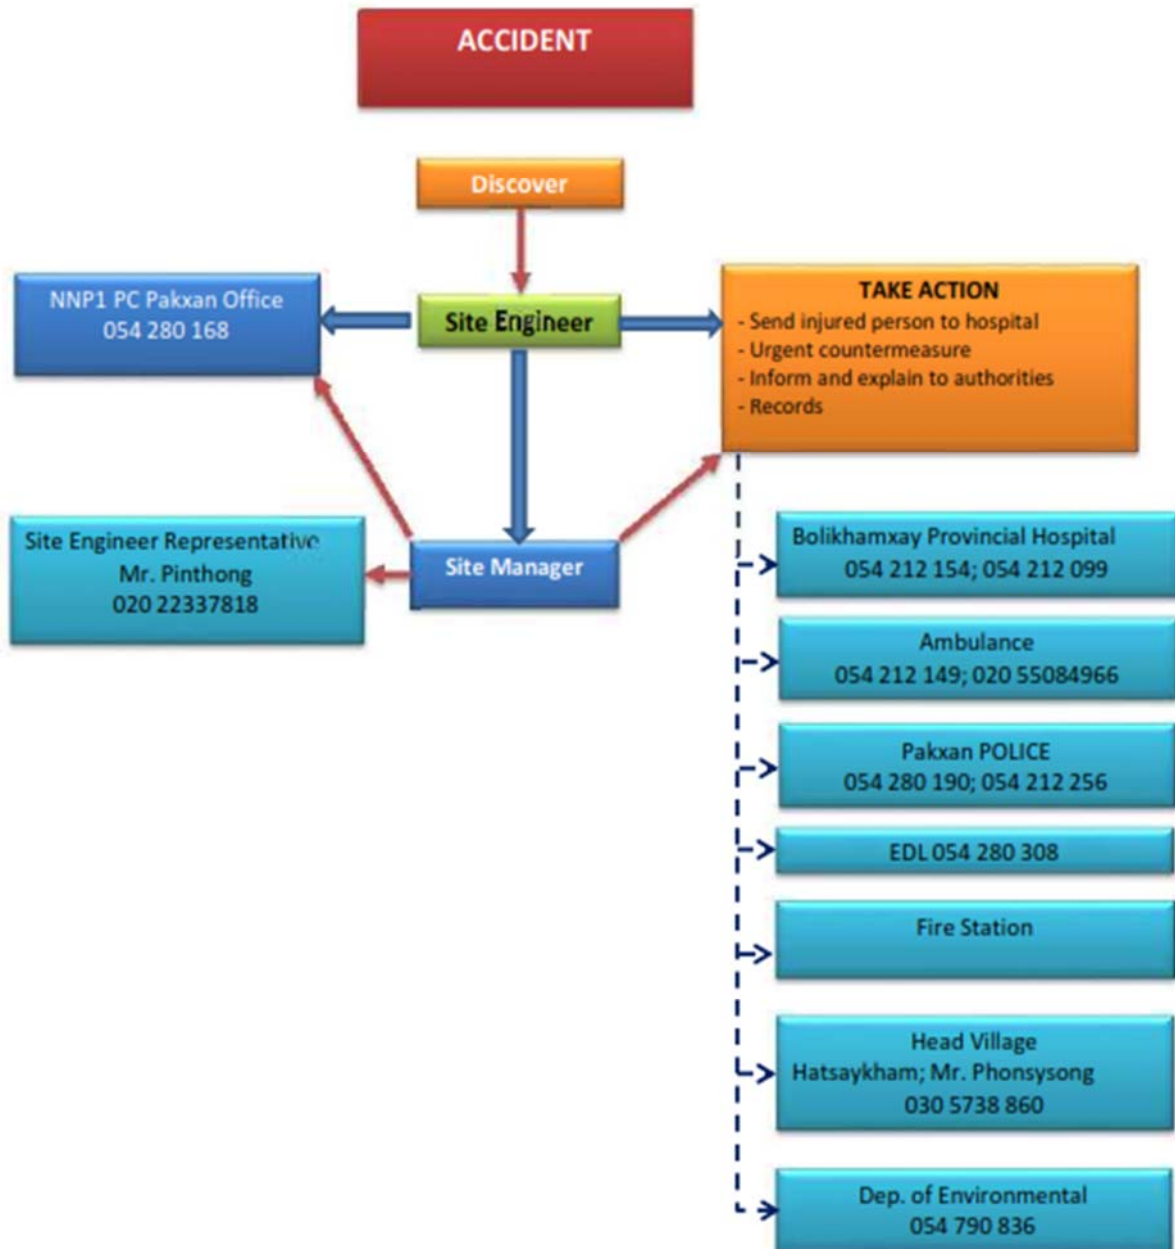 ACCIDENT
Discover
NNP1 PC Pakxan Office
054 280 168
Site Engineer
TAKE ACTION
- Send injured person to hospital
- Urgent countermeasure
- Inform and explain to authorities
- Records
Site Engineer Representative
Mr. Pinthong
020 22337818
Site Manager
Bolikhamxay Provincial Hospital
054 212 154; 054 212 099
Ambulance
054 212 149; 020 55084966
Pakxan POLICE
054 280 190; 054 212 256
EDL 054 280 308
Fire Station
Head Village
Hatsaykham; Mr. Phonsysong
030 5738 860
Dep. of Environmental
054 790 836